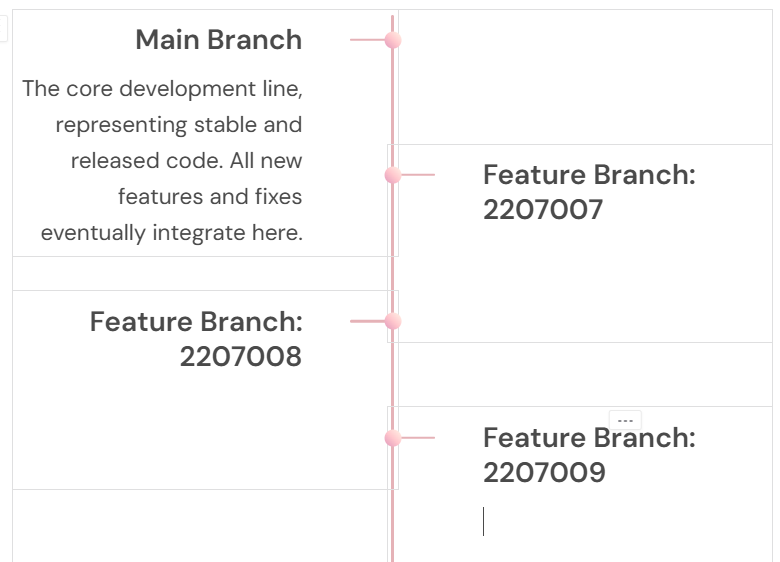 Main Branch
The core development line,
representing stable and
released code. All new
features and fixes
eventually integrate here.
Feature Branch:
2207007
Feature Branch:
2207008
Feature Branch:
2207009